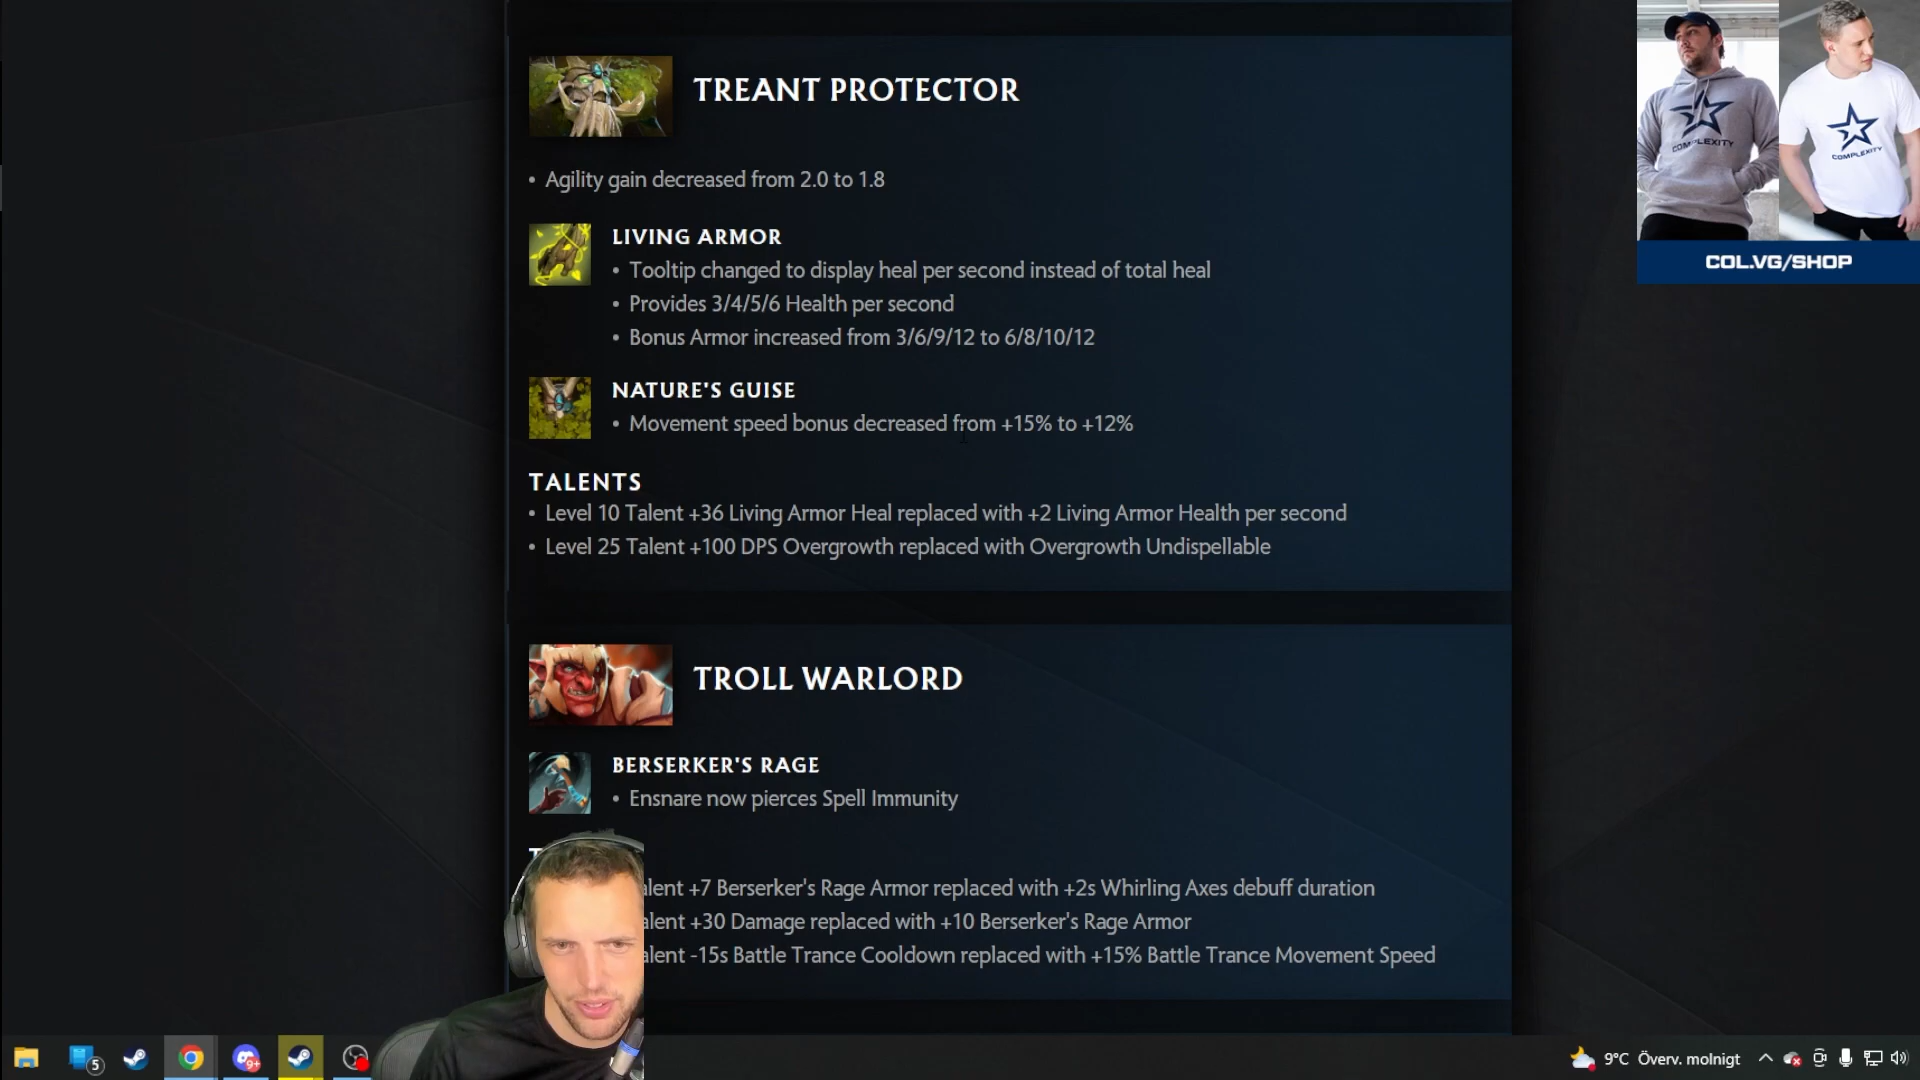 TREANT PROTECTOR
• Agility gain decreased from 2.0 to 1.8
LIVING ARMOR
• Tooltip changed to display heal per second instead of total heal
• Provides 3/4/5/6 Health per second
• Bonus Armor increased from 3/6/9/12 to 6/8/10/12
NATURE'S GUISE
• Movement speed bonus decreased from +15% to +12%
TALENTS
• Level 10 Talent +36 Living Armor Heal replaced with +2 Living Armor Health per second
• Level 25 Talent +100 DPS Overgrowth replaced with Overgrowth Undispellable
TROLL WARLORD
BERSERKER'S RAGE
• Ensnare now pierces Spell Immunity
+7 Berserker's Rage Armor replaced with +2s Whirling Axes debuff duration
+30 Damage replaced with +10 Berserker's Rage Armor
-15s Battle Trance Cooldown replaced with +15% Battle Trance Movement Speed
COMPLEXITY
COMPLEXITY
COL.VG/SHOP
5
9+
9°C Överv. molnigt